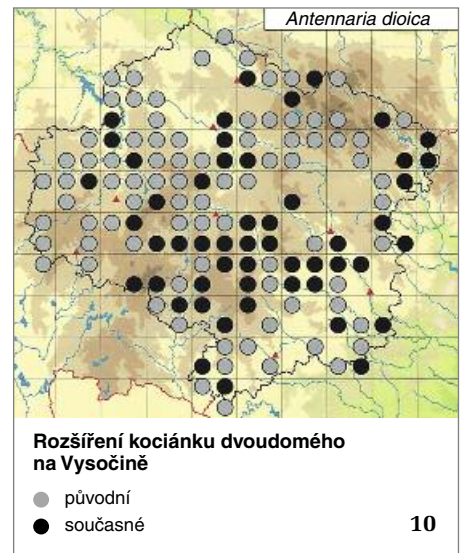 Antennaria dioica
Rozšíření kociánku dvoudomého
na Vysočině
původní
současné
10